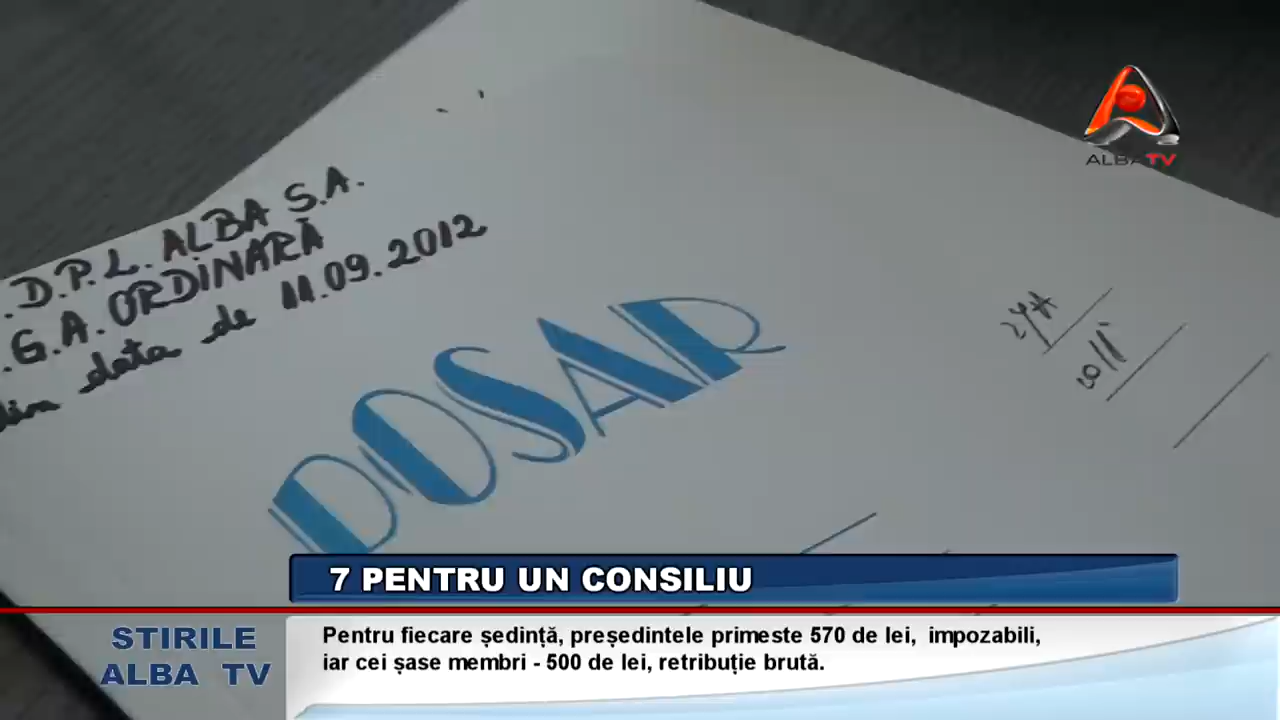 ALBA TV
.D.P.L. ALBA S.A.
.G.A. ORDINARĂ
din data de 11.09.2012
DOSAR
7 PENTRU UN CONSILIU
STIRILE
ALBA TV
Pentru fiecare ședință, președintele primeste 570 de lei, impozabili,
iar cei șase membri - 500 de lei, retribuție brută.